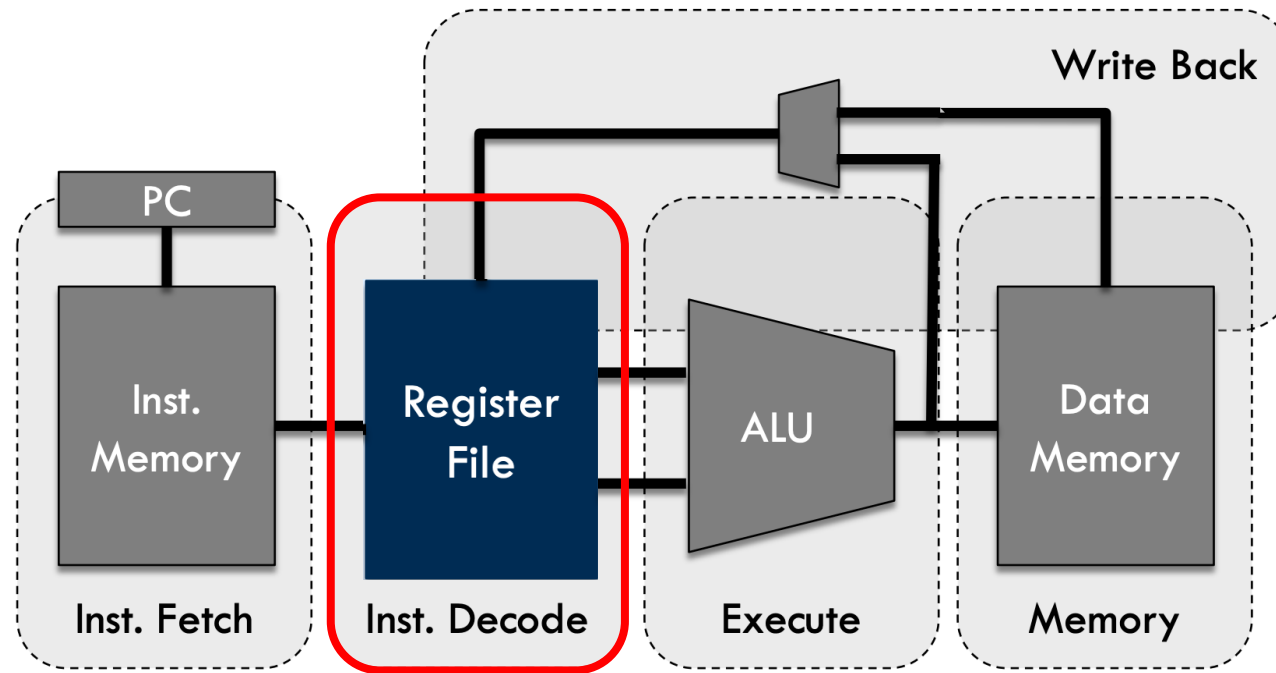 Write Back
PC
Inst.
Memory
Register
File
ALU
Data
Memory
Inst. Fetch
Inst. Decode
Execute
Memory